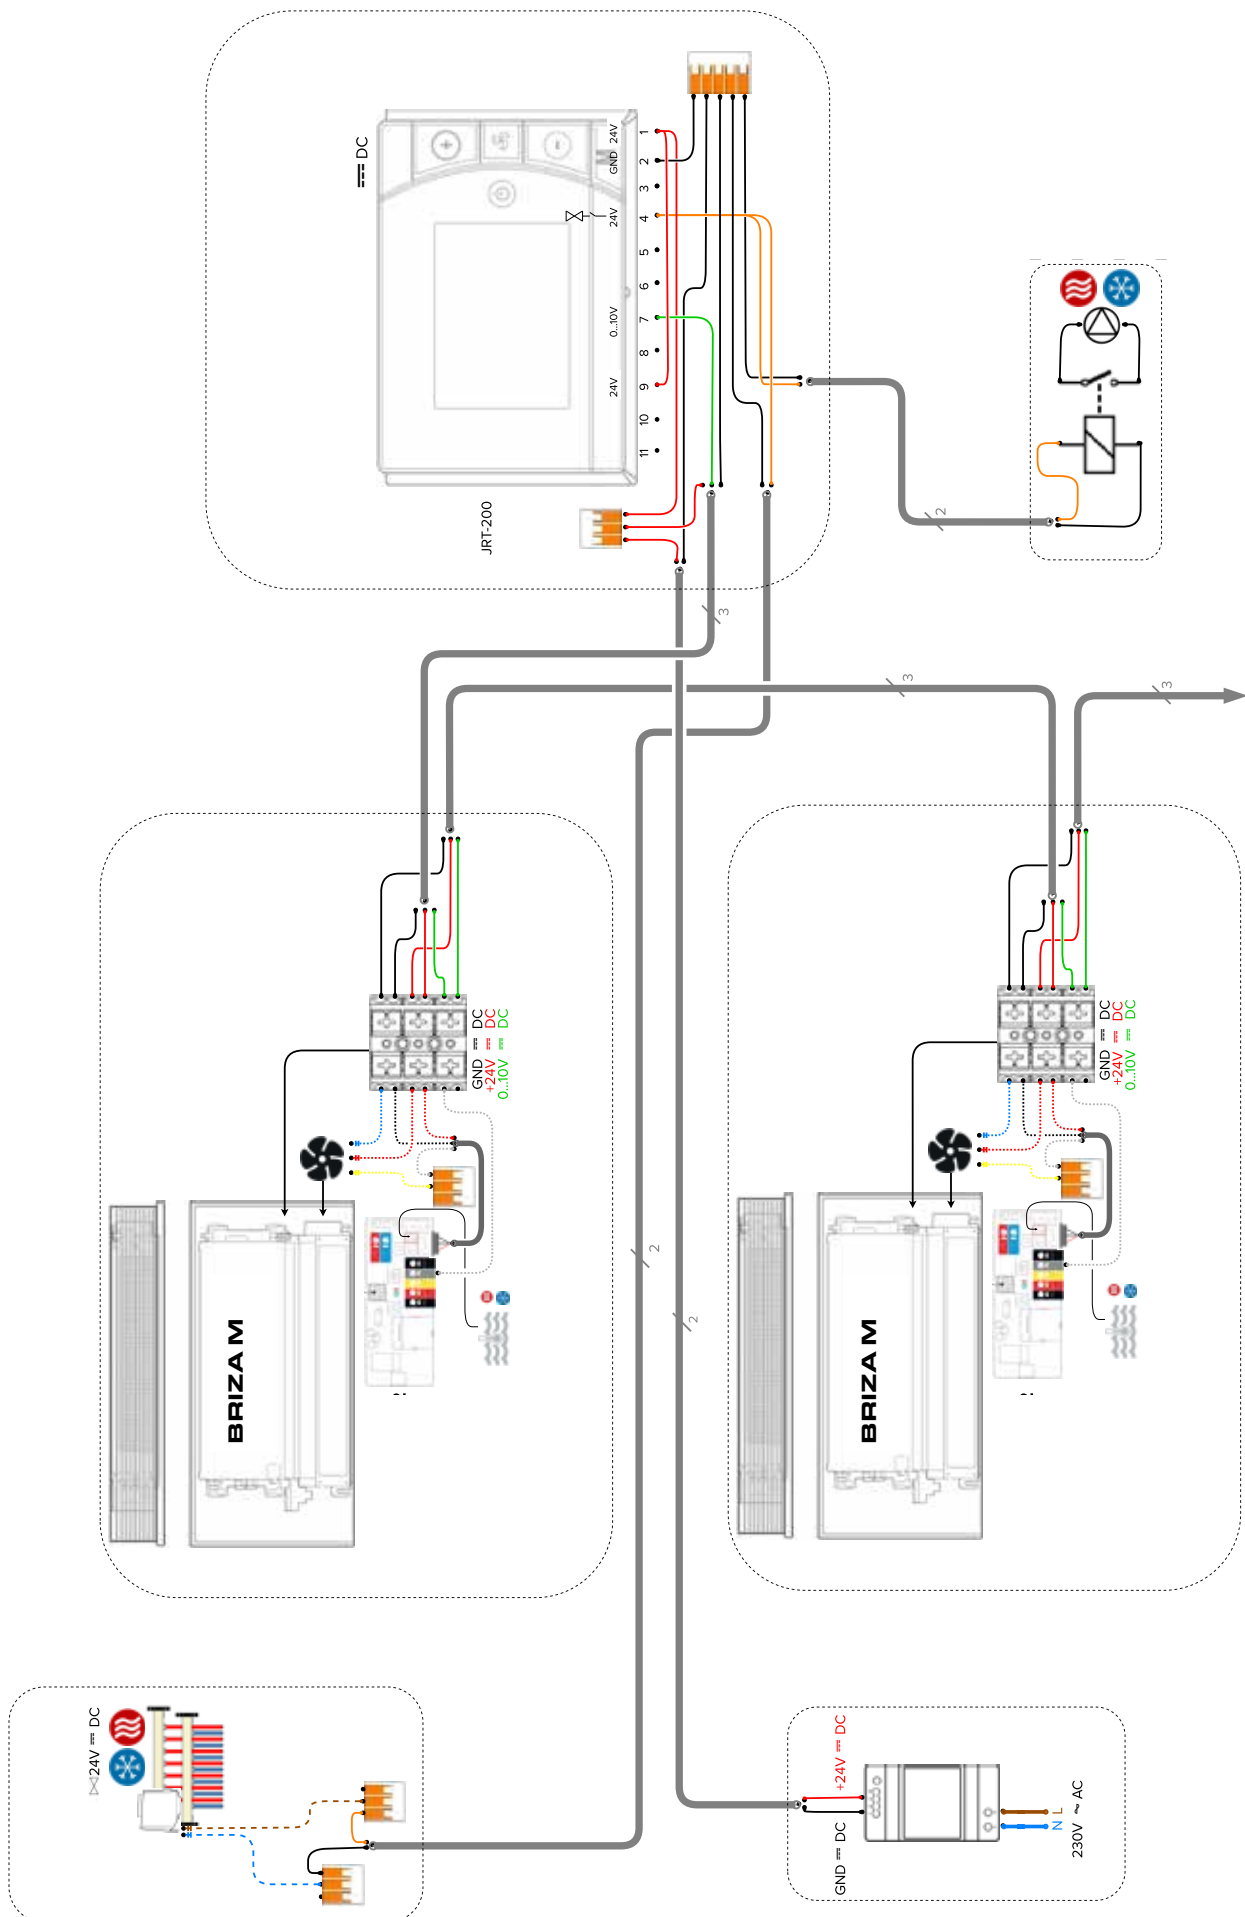 DC
JRT-200
24V
GND
24V
0...10V
24V
1
2
3
4
5
6
7
8
9
10
11
2
3
3
3
2
2
GND DC
+24V DC
0...10V DC
BRIZA M
GND DC
+24V DC
0...10V DC
BRIZA M
24V DC
+24V DC
GND DC
L
N
230V ~ AC